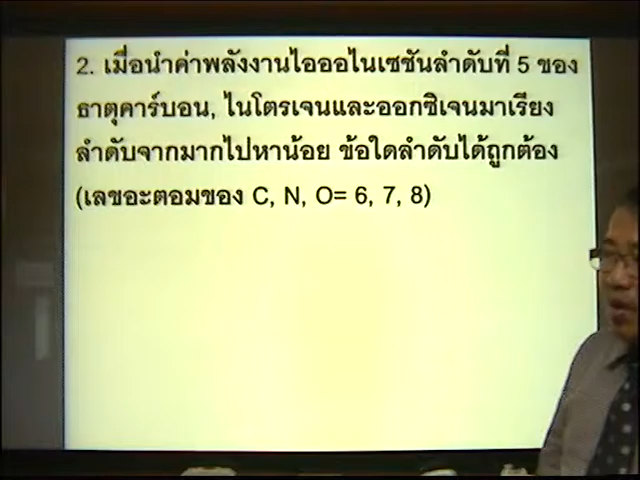 2. เมื่อนำค่าพลังงานไอออไนเซชันลำดับที่ 5 ของ
ธาตุคาร์บอน, ไนโตรเจนและออกซิเจนมาเรียง
ลำดับจากมากไปหาน้อย ข้อใดลำดับได้ถูกต้อง
(เลขอะตอมของ C, N, O= 6, 7, 8)